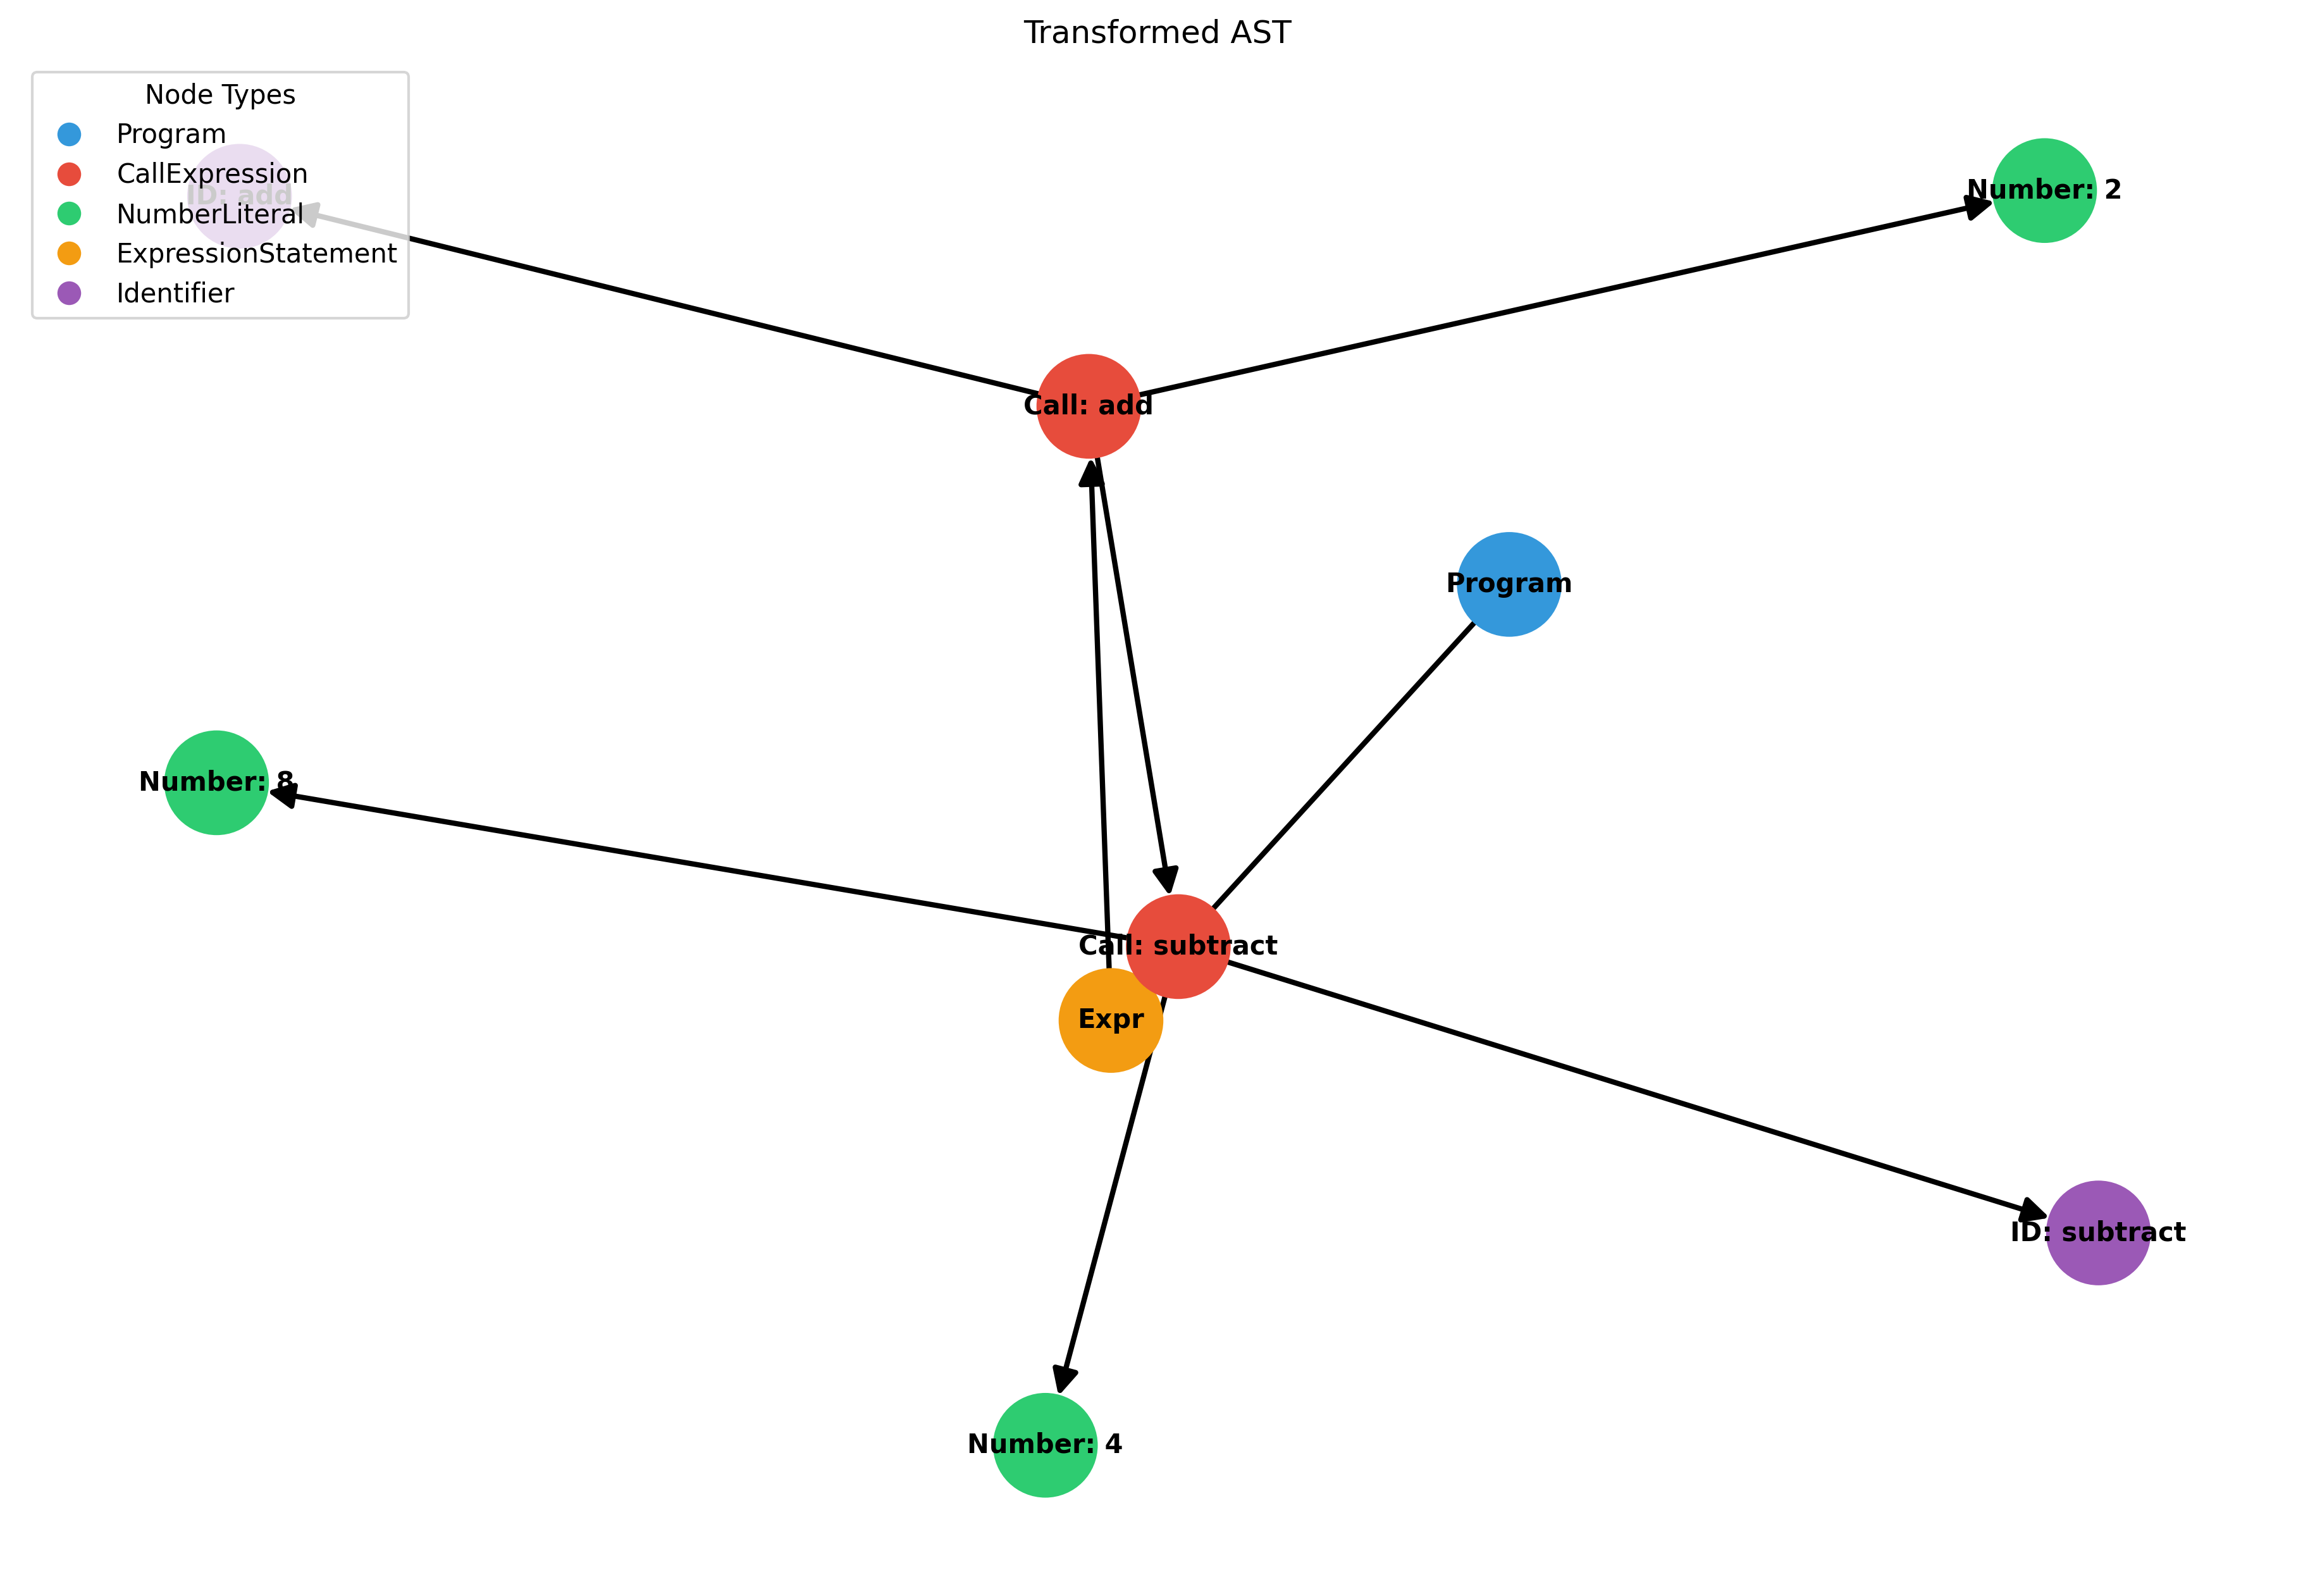 Transformed AST
Node Types
Program
CallExpression
NumberLiteral
ExpressionStatement
Identifier
ID: add
Number: 2
Call: add
Program
Number: 8
Call: subtract
Expr
ID: subtract
Number: 4